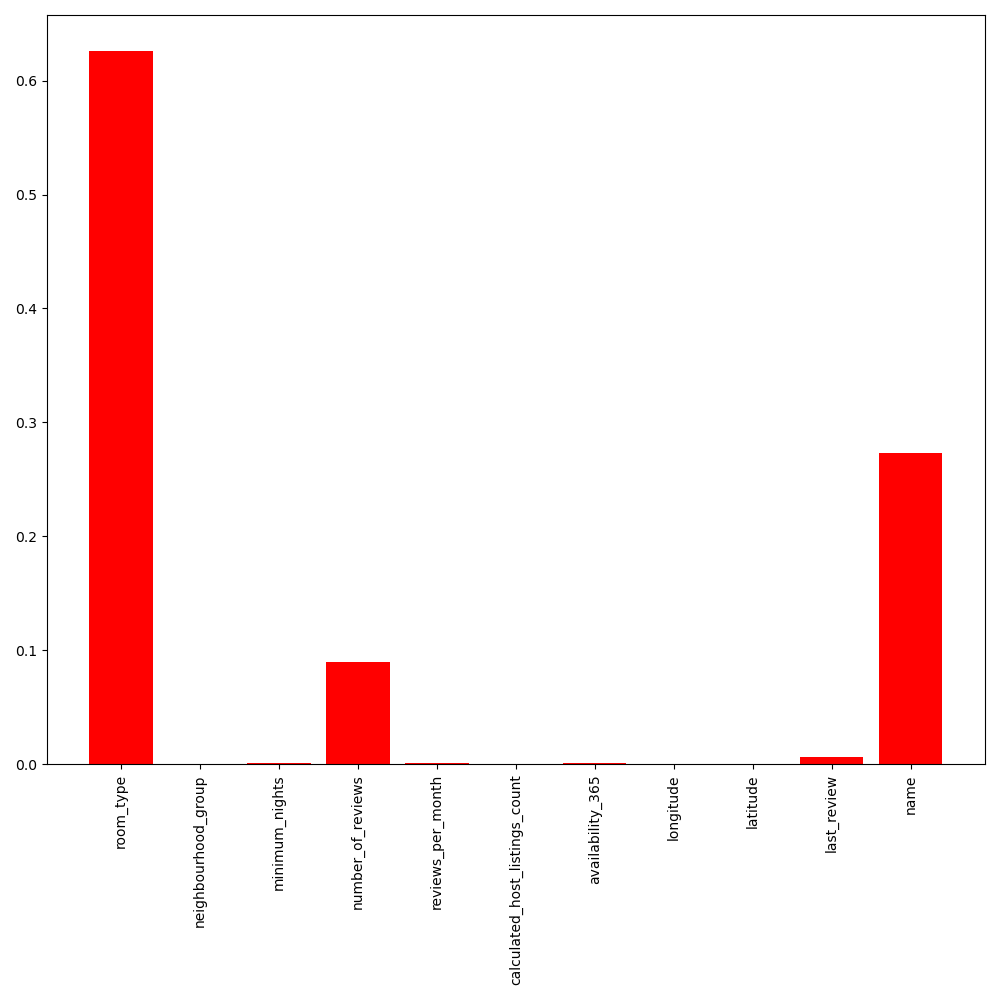 0.6
0.5
0.4
0.3
0.2
0.1
0.0
room_type
neighbourhood_group
minimum_nights
number_of_reviews
reviews_per_month
calculated_host_listings_count
availability_365
longitude
latitude
last_review
name